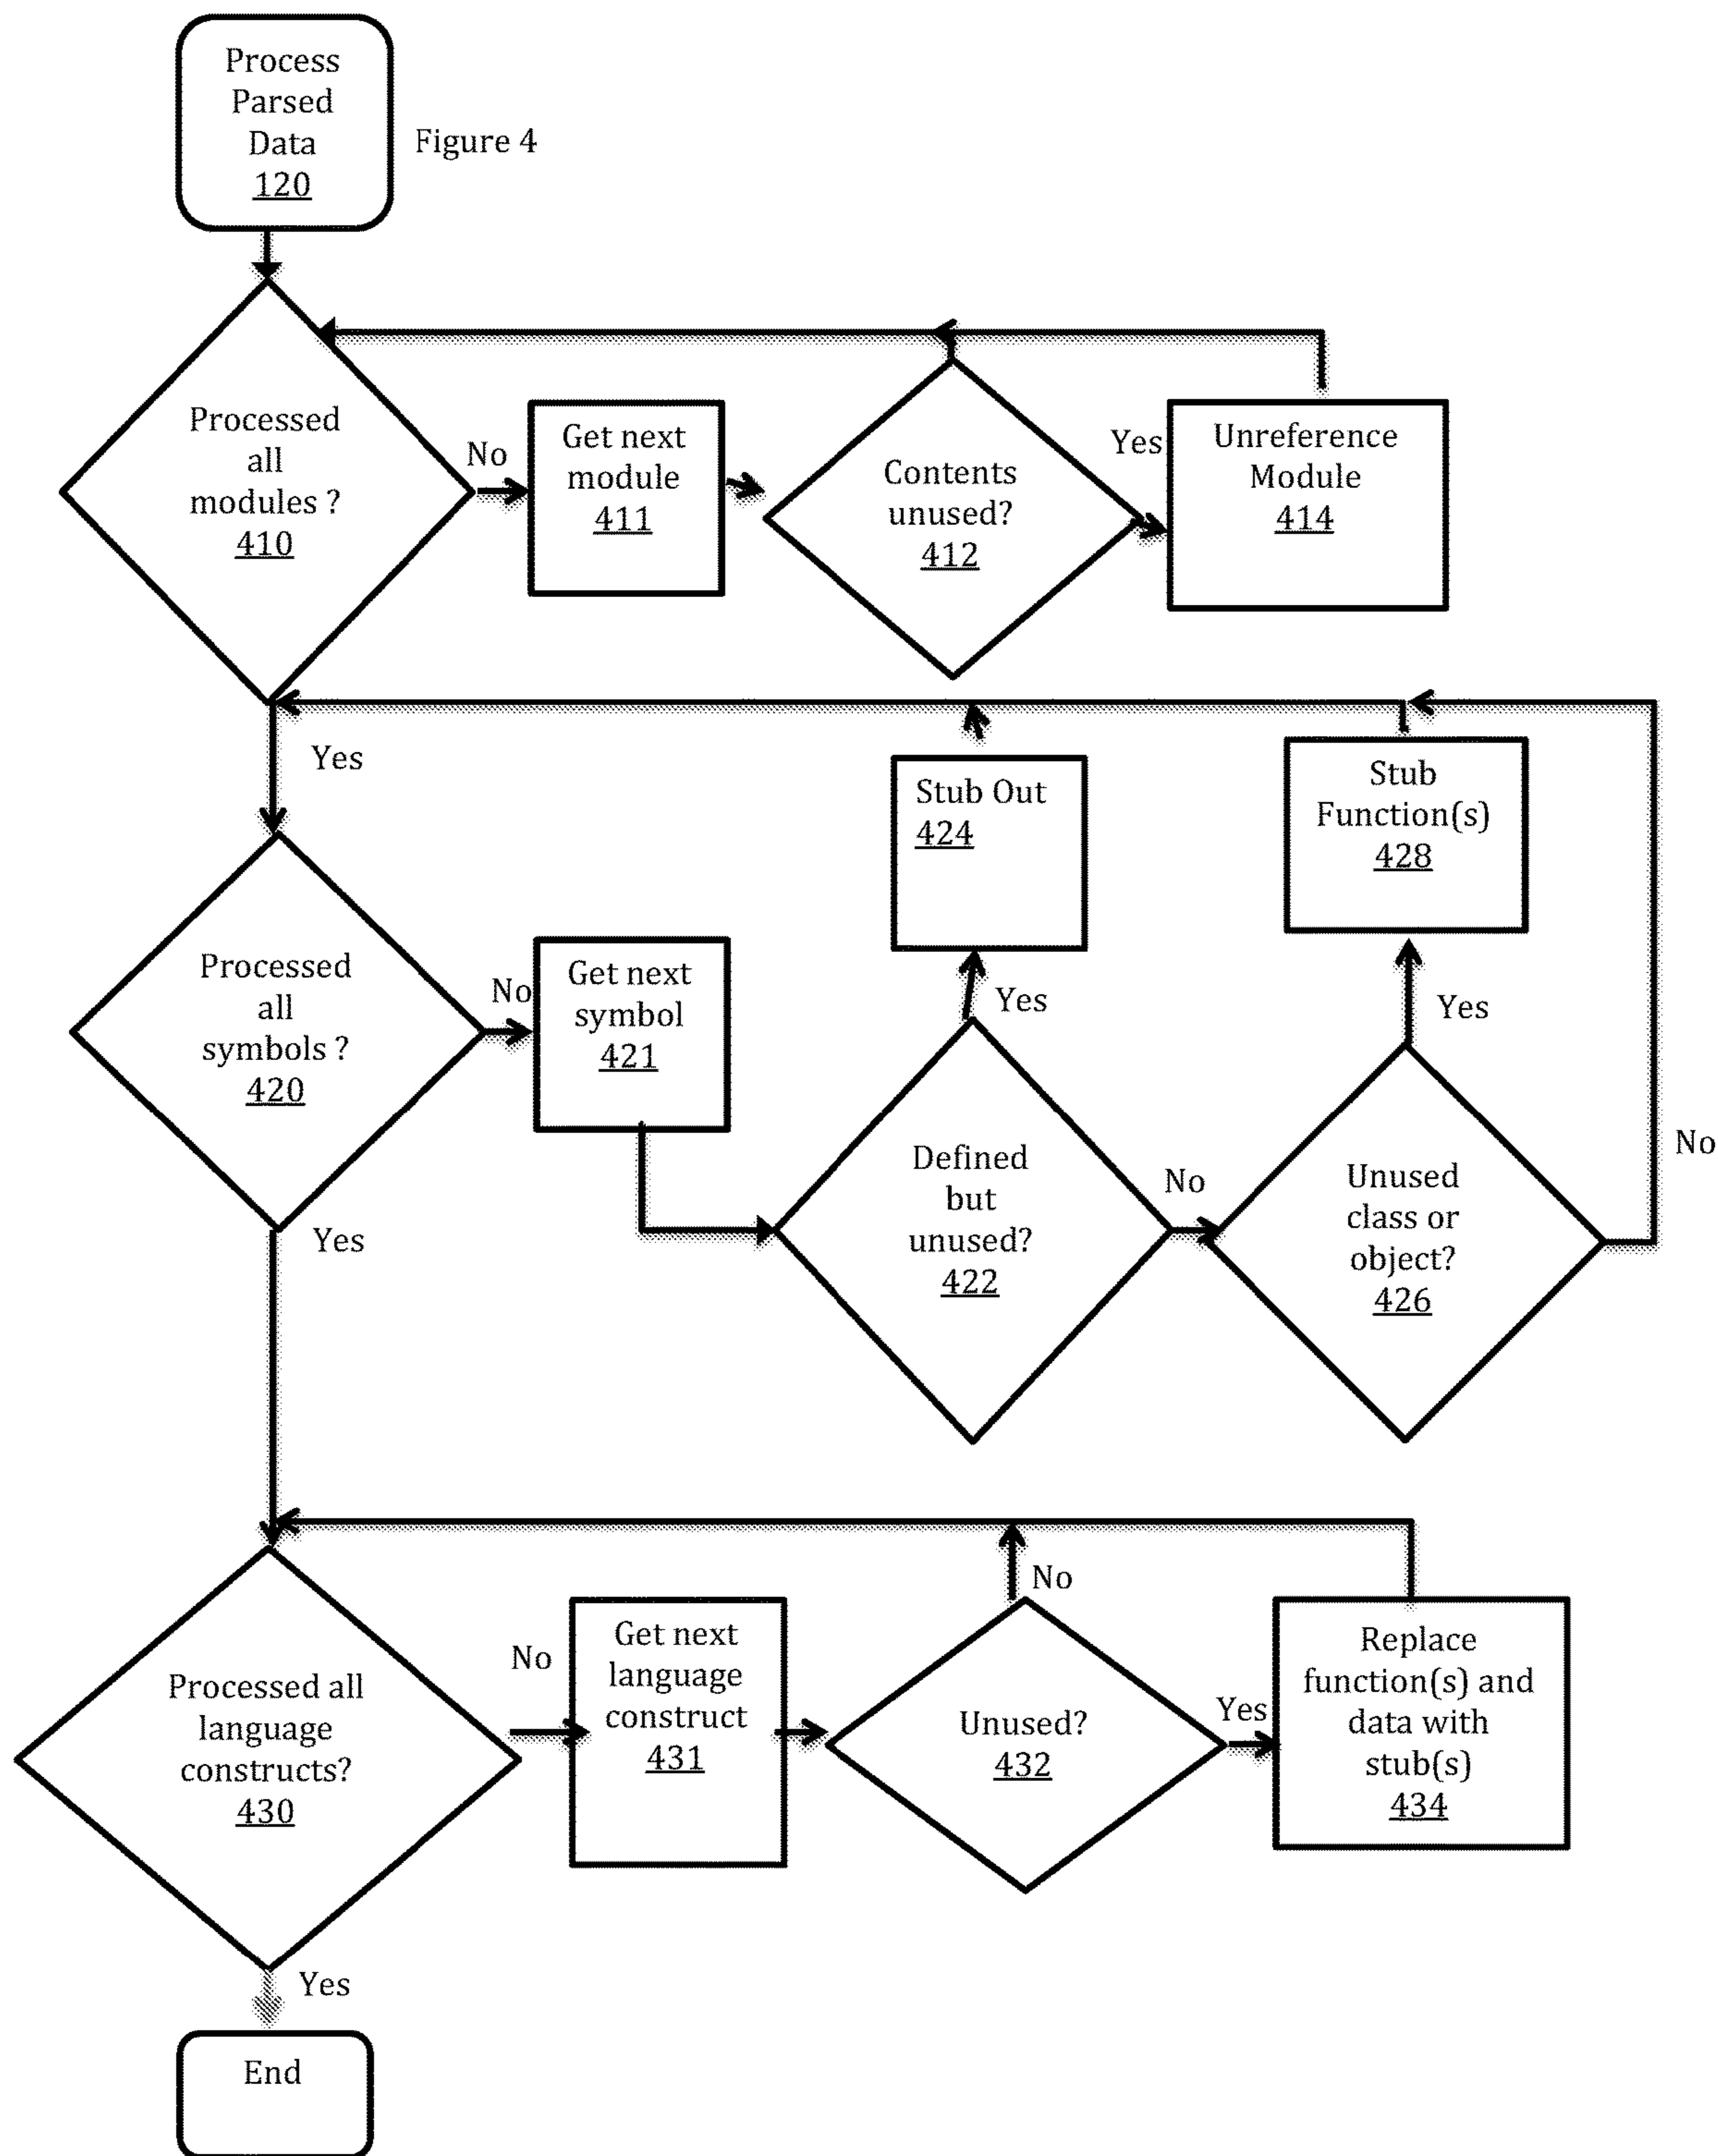 Process
Parsed
Data
120
Figure 4
Processed
all
modules ?
410
No
Get next
module
411
Contents
unused?
412
Yes
Unreference
Module
414
Yes
Stub Out
424
Stub
Function(s)
428
Processed
all
symbols ?
420
No
Get next
symbol
421
Yes
Yes
Defined
but
unused?
422
No
Unused
class or
object?
426
No
Yes
No
Processed all
language
constructs?
430
No
Get next
language
construct
431
Unused?
432
Yes
Replace
function(s) and
data with
stub(s)
434
Yes
End